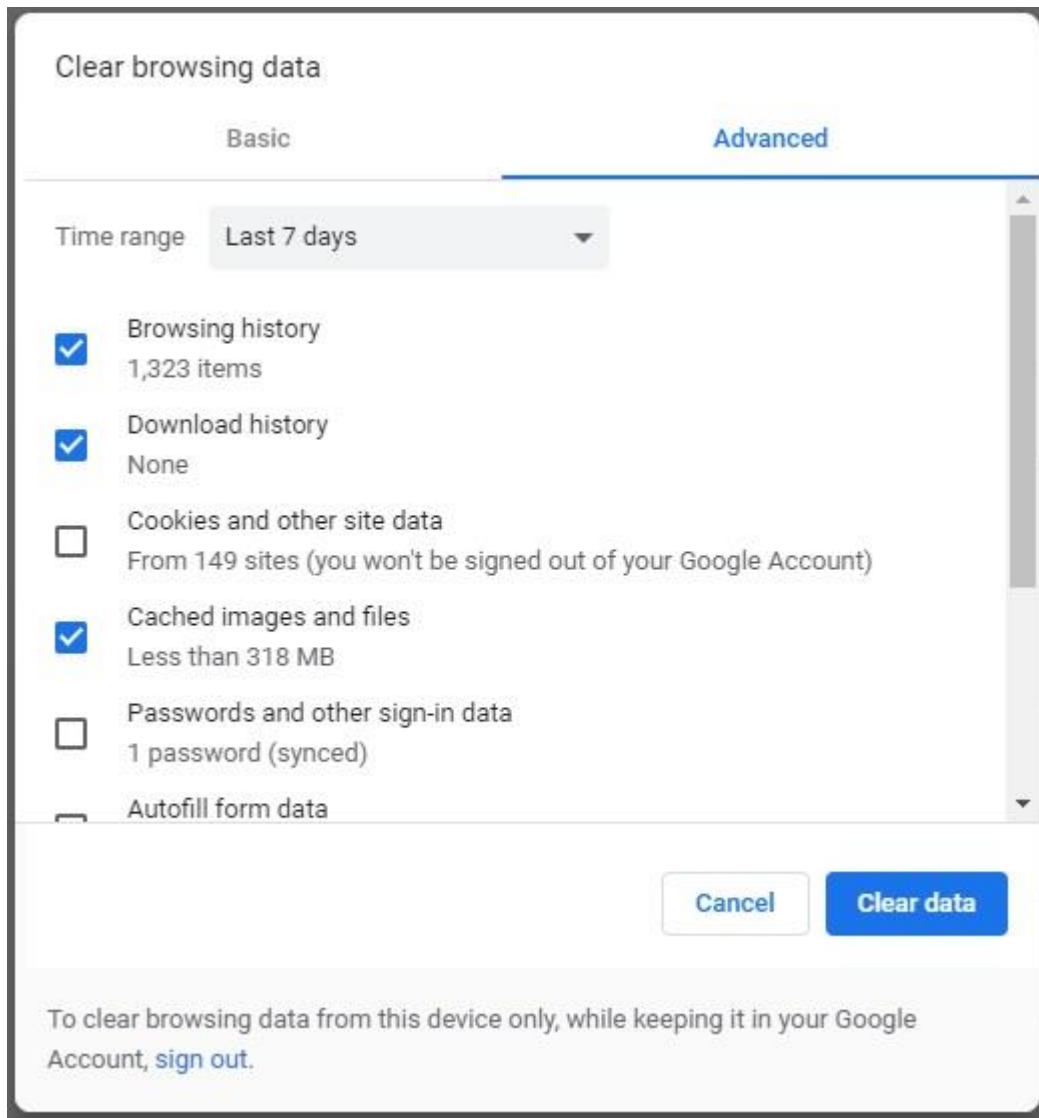 Clear browsing data
Basic
Advanced
Time range
Last 7 days
Browsing history
1,323 items
Download history
None
Cookies and other site data
From 149 sites (you won't be signed out of your Google Account)
Cached images and files
Less than 318 MB
Passwords and other sign-in data
1 password (synced)
Autofill form data
Cancel
Clear data
To clear browsing data from this device only, while keeping it in your Google
Account, sign out.